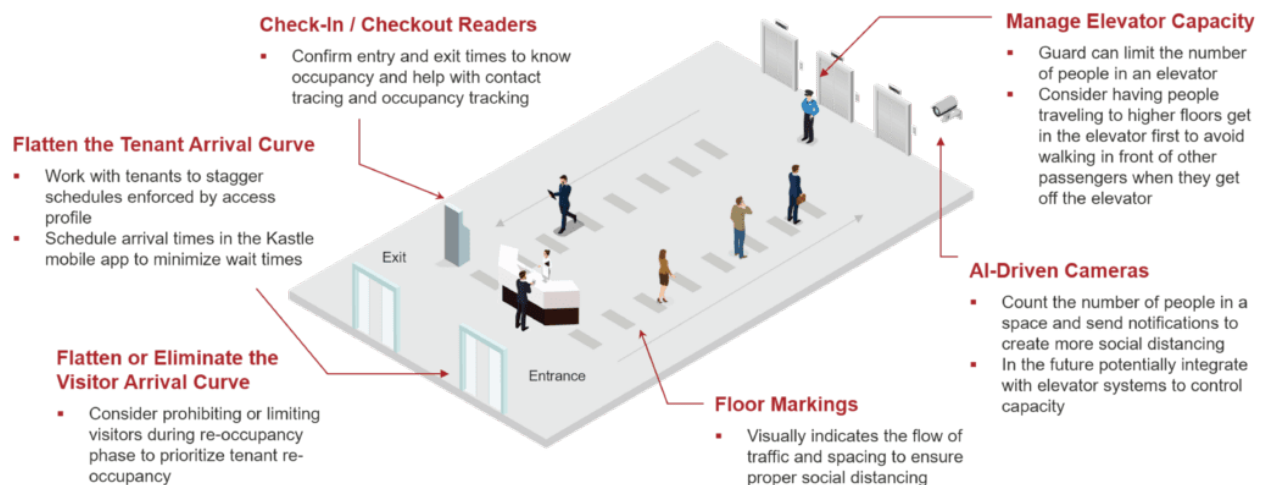 Check-In / Checkout Readers
▪ Confirm entry and exit times to know
occupancy and help with contact
tracing and occupancy tracking
Manage Elevator Capacity
▪ Guard can limit the number
of people in an elevator
▪ Consider having people
traveling to higher floors get
in the elevator first to avoid
walking in front of other
passengers when they get
off the elevator
Flatten the Tenant Arrival Curve
▪ Work with tenants to stagger
schedules enforced by access
profile
▪ Schedule arrival times in the Kastle
mobile app to minimize wait times
Exit
Entrance
AI-Driven Cameras
▪ Count the number of people in a
space and send notifications to
create more social distancing
▪ In the future potentially integrate
with elevator systems to control
capacity
Flatten or Eliminate the
Visitor Arrival Curve
▪ Consider prohibiting or limiting
visitors during re-occupancy
phase to prioritize tenant re-
occupancy
Floor Markings
▪ Visually indicates the flow of
traffic and spacing to ensure
proper social distancing